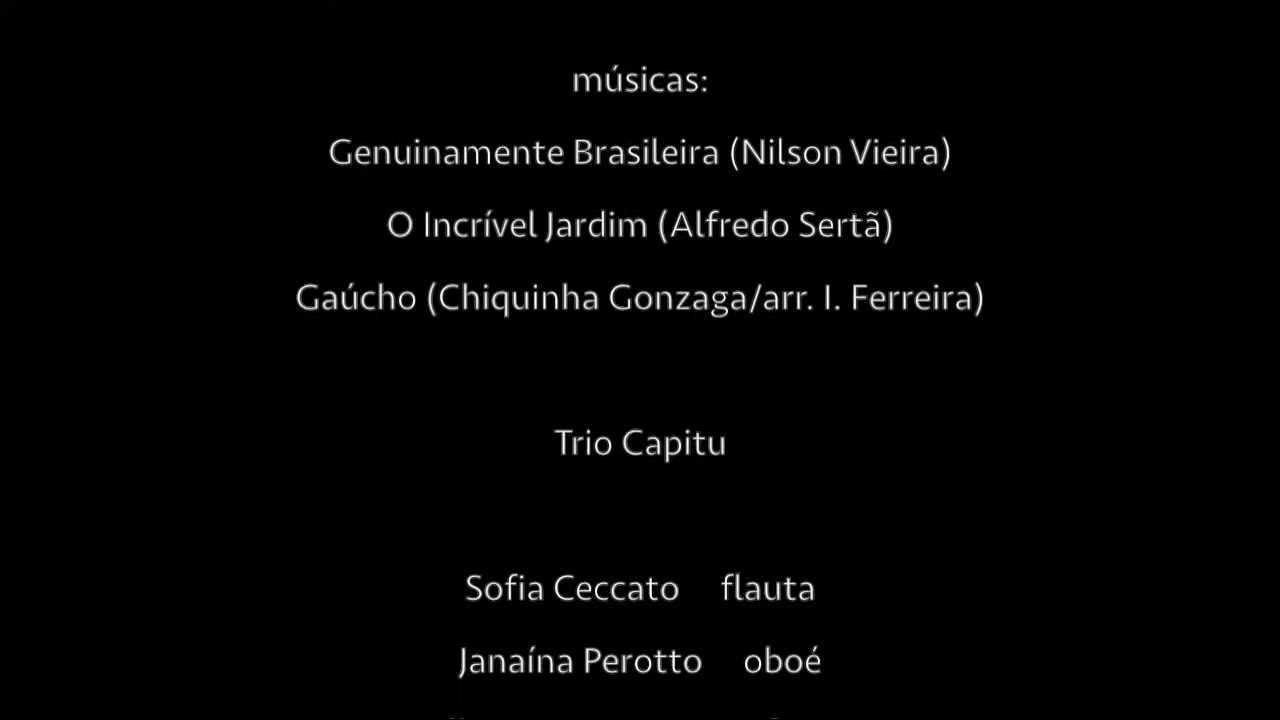 músicas:
Genuinamente Brasileira (Nilson Vieira)
O Incrível Jardim (Alfredo Sertã)
Gaúcho (Chiquinha Gonzaga/arr. I. Ferreira)
Trio Capitu
Sofia Ceccato flauta
Janaína Perotto oboé